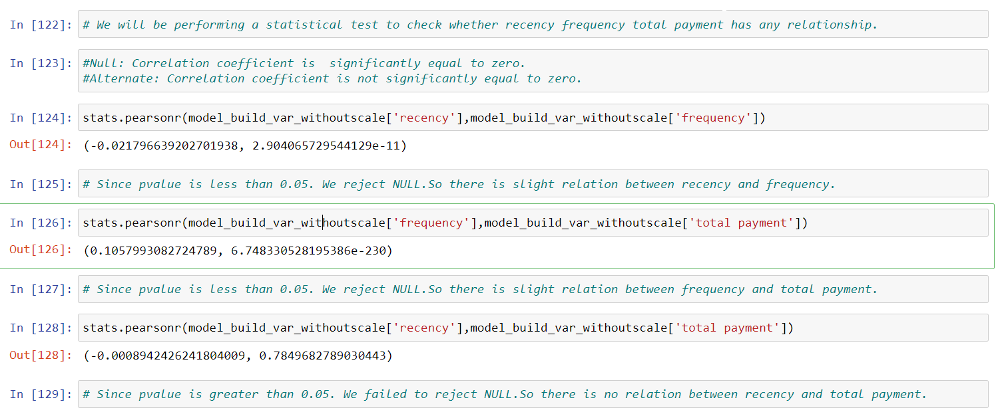 In [122]: # We will be performing a statistical test to check whether recency frequency total payment has any relationship.
In [123]: #Null: Correlation coefficient is  significantly equal to zero.
#Alternate: Correlation coefficient is not significantly equal to zero.
In [124]: stats.pearsonr(model_build_var_withoutscale['recency'],model_build_var_withoutscale['frequency'])
Out[124]: (-0.021796639202701938, 2.904065729544129e-11)
In [125]: # Since pvalue is less than 0.05. We reject NULL.So there is slight relation between recency and frequency.
In [126]: stats.pearsonr(model_build_var_withoutscale['frequency'],model_build_var_withoutscale['total payment'])
Out[126]: (0.1057993082724789, 6.748330528195386e-230)
In [127]: # Since pvalue is less than 0.05. We reject NULL.So there is slight relation between frequency and total payment.
In [128]: stats.pearsonr(model_build_var_withoutscale['recency'],model_build_var_withoutscale['total payment'])
Out[128]: (-0.0008942426241804009, 0.7849682789030443)
In [129]: # Since pvalue is greater than 0.05. We failed to reject NULL.So there is no relation between recency and total payment.